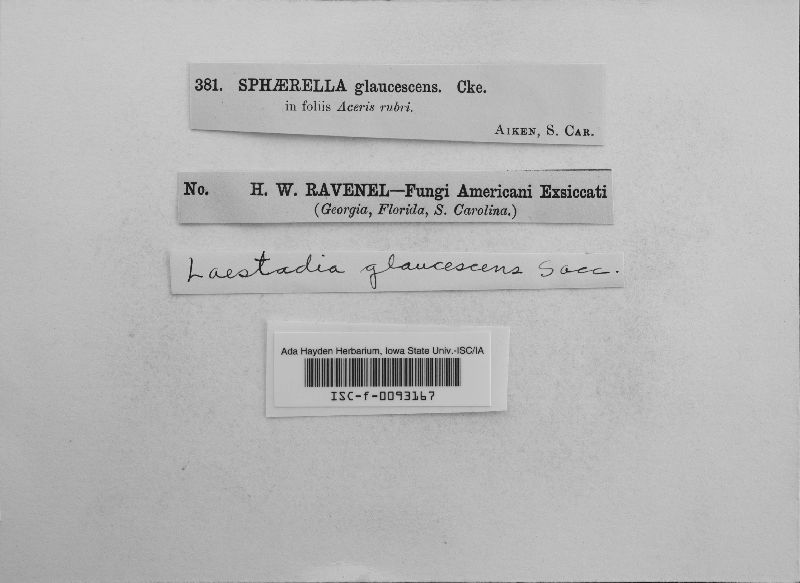 381. SPHÆRELLA glaucescens. Cke.
in foliis Aceris rubri.
AIKEN, S. CAR.
No. H. W. RAVENEL—Fungi Americani Exsiccati
(Georgia, Florida, S. Carolina.)
Laestadia glaucescens Sacc.
Ada Hayden Herbarium, Iowa State Univ.-ISC/IA
ISC-f-0093167